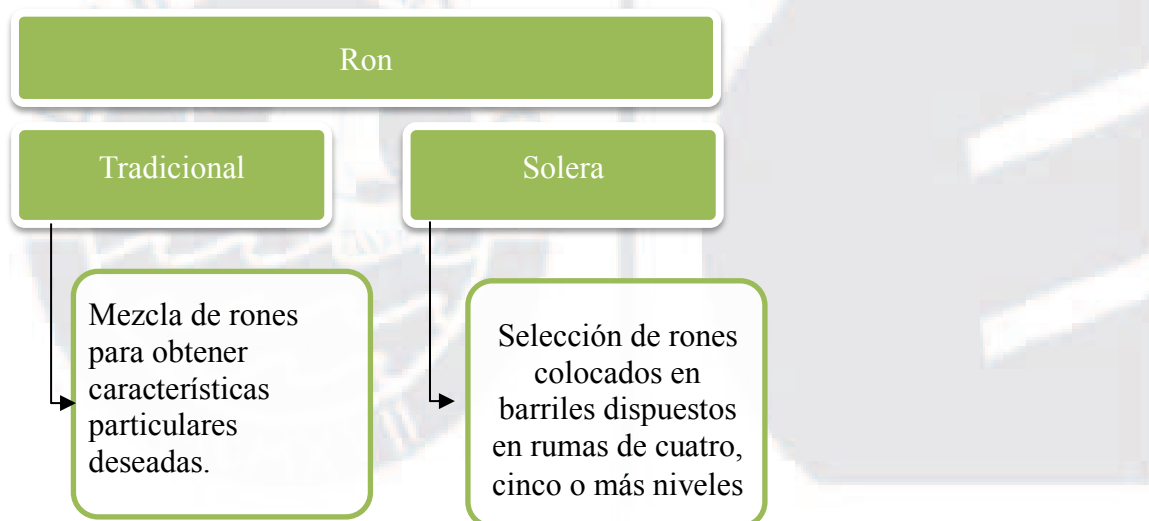 Ron
Tradicional
Solera
Mezcla de rones
para obtener
características
particulares
deseadas.
Selección de rones
colocados en
barriles dispuestos
en rumas de cuatro,
cinco o más niveles